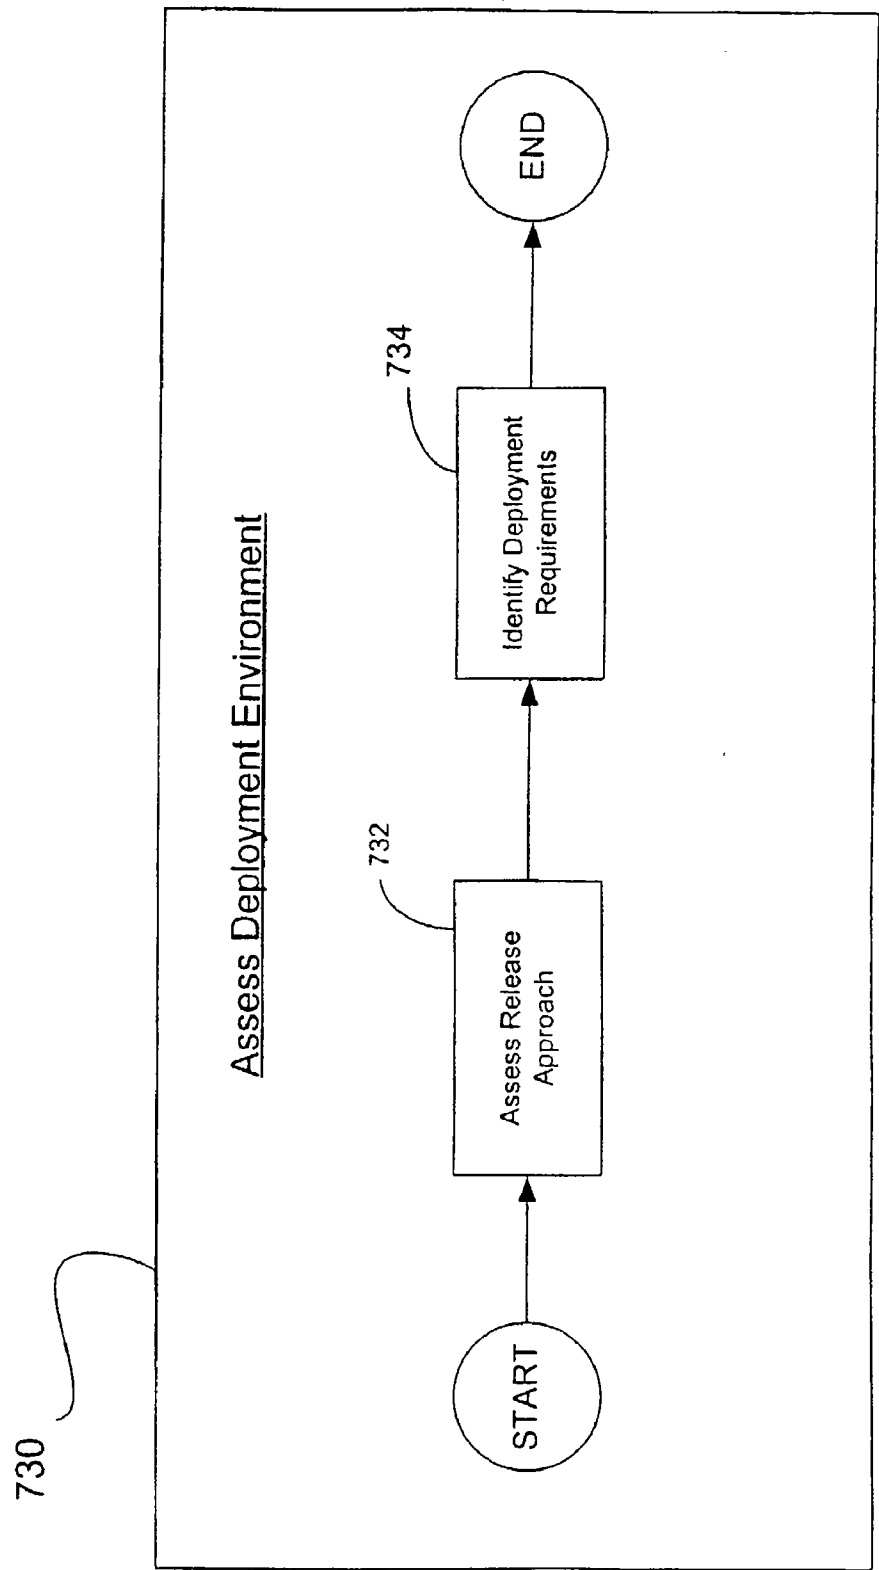 730
Assess Deployment Environment
START
732
Assess Release
Approach
734
Identify Deployment
Requirements
END